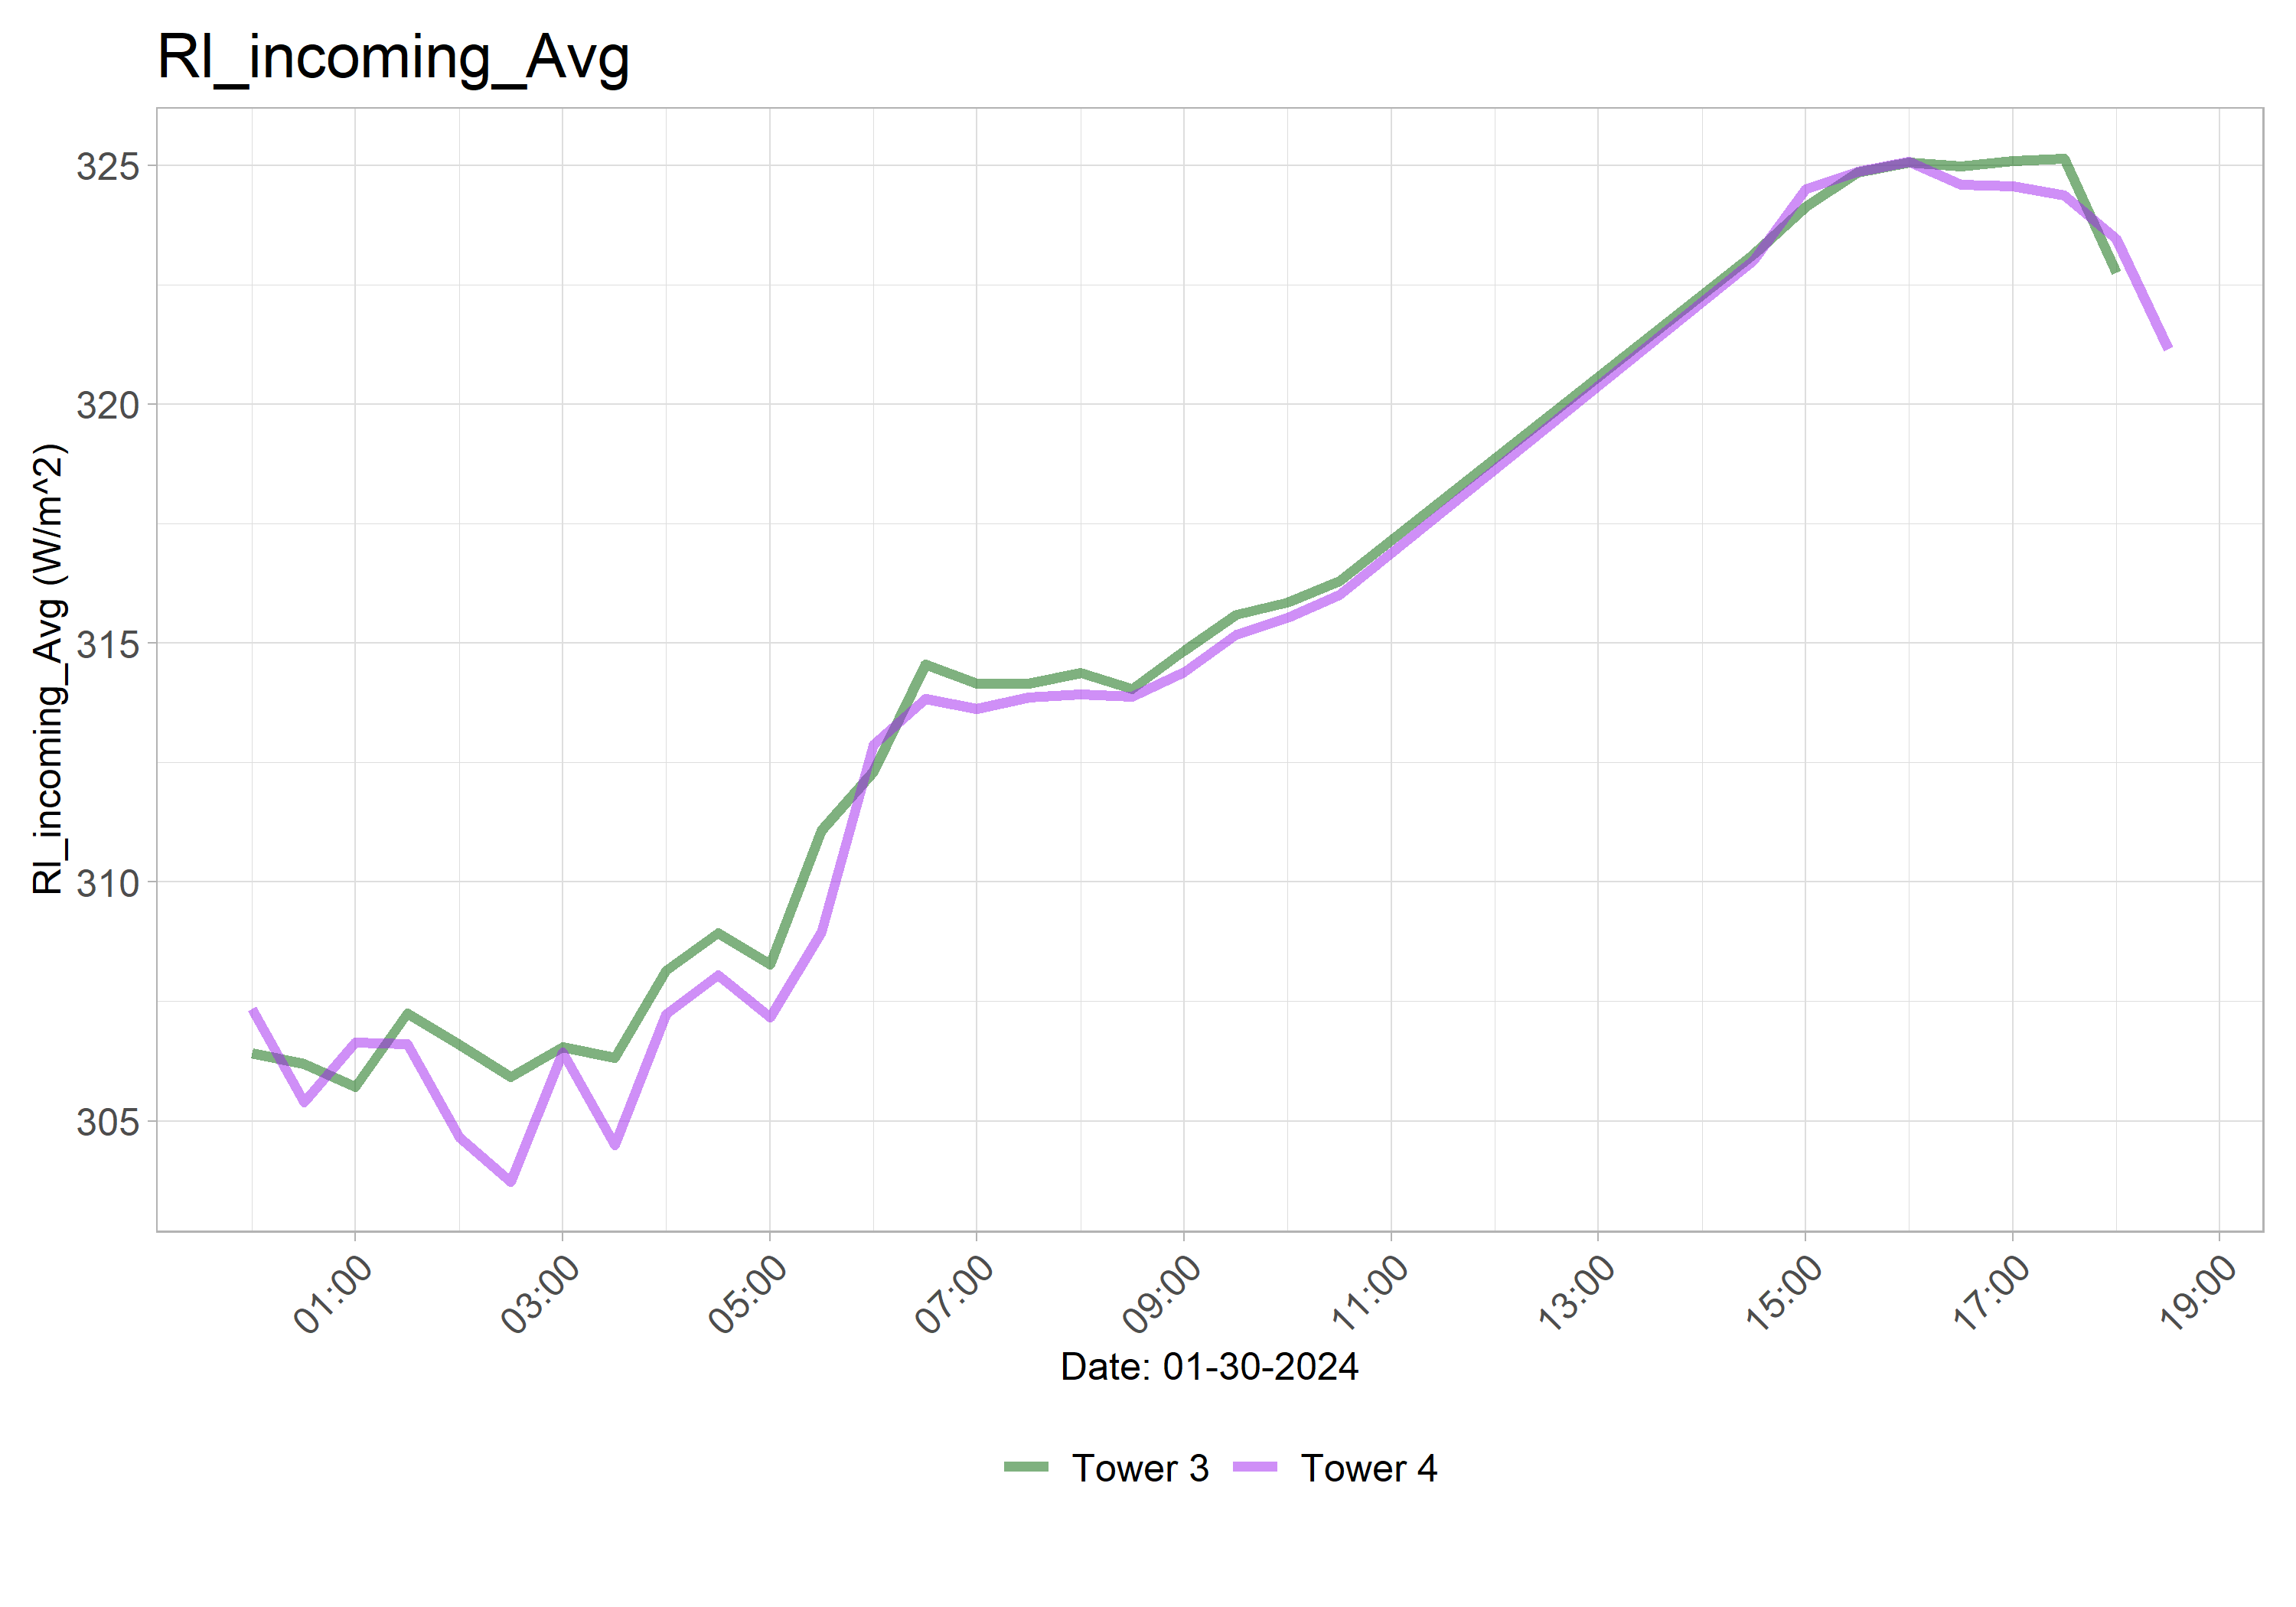 Rl_incoming_Avg
Rl_incoming_Avg (W/m^2)
325
320
315
310
305
01:00 03:00 05:00 07:00 09:00 11:00 13:00 15:00 17:00 19:00
Date: 01-30-2024
Tower 3 Tower 4